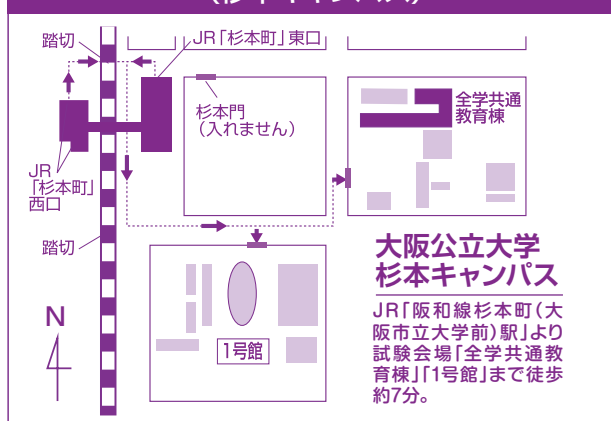 踏切
JR「杉本町」東口
杉本門
(入れません)
全学共通
教育棟
JR
「杉本町」
西口
踏切
N
1号館
大阪公立大学
杉本キャンパス
JR「阪和線杉本町(大
阪市立大学前)駅」より
試験会場「全学共通教
育棟」「1号館」まで徒歩
約7分。